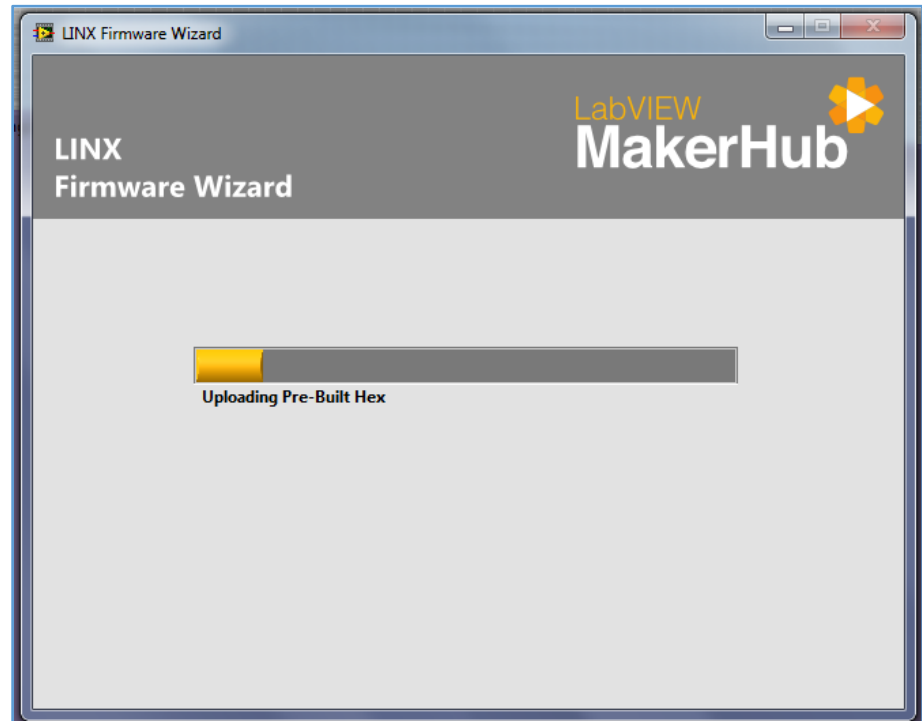 LINX Firmware Wizard
LabVIEW
MakerHub
LINX
Firmware Wizard
Uploading Pre-Built Hex